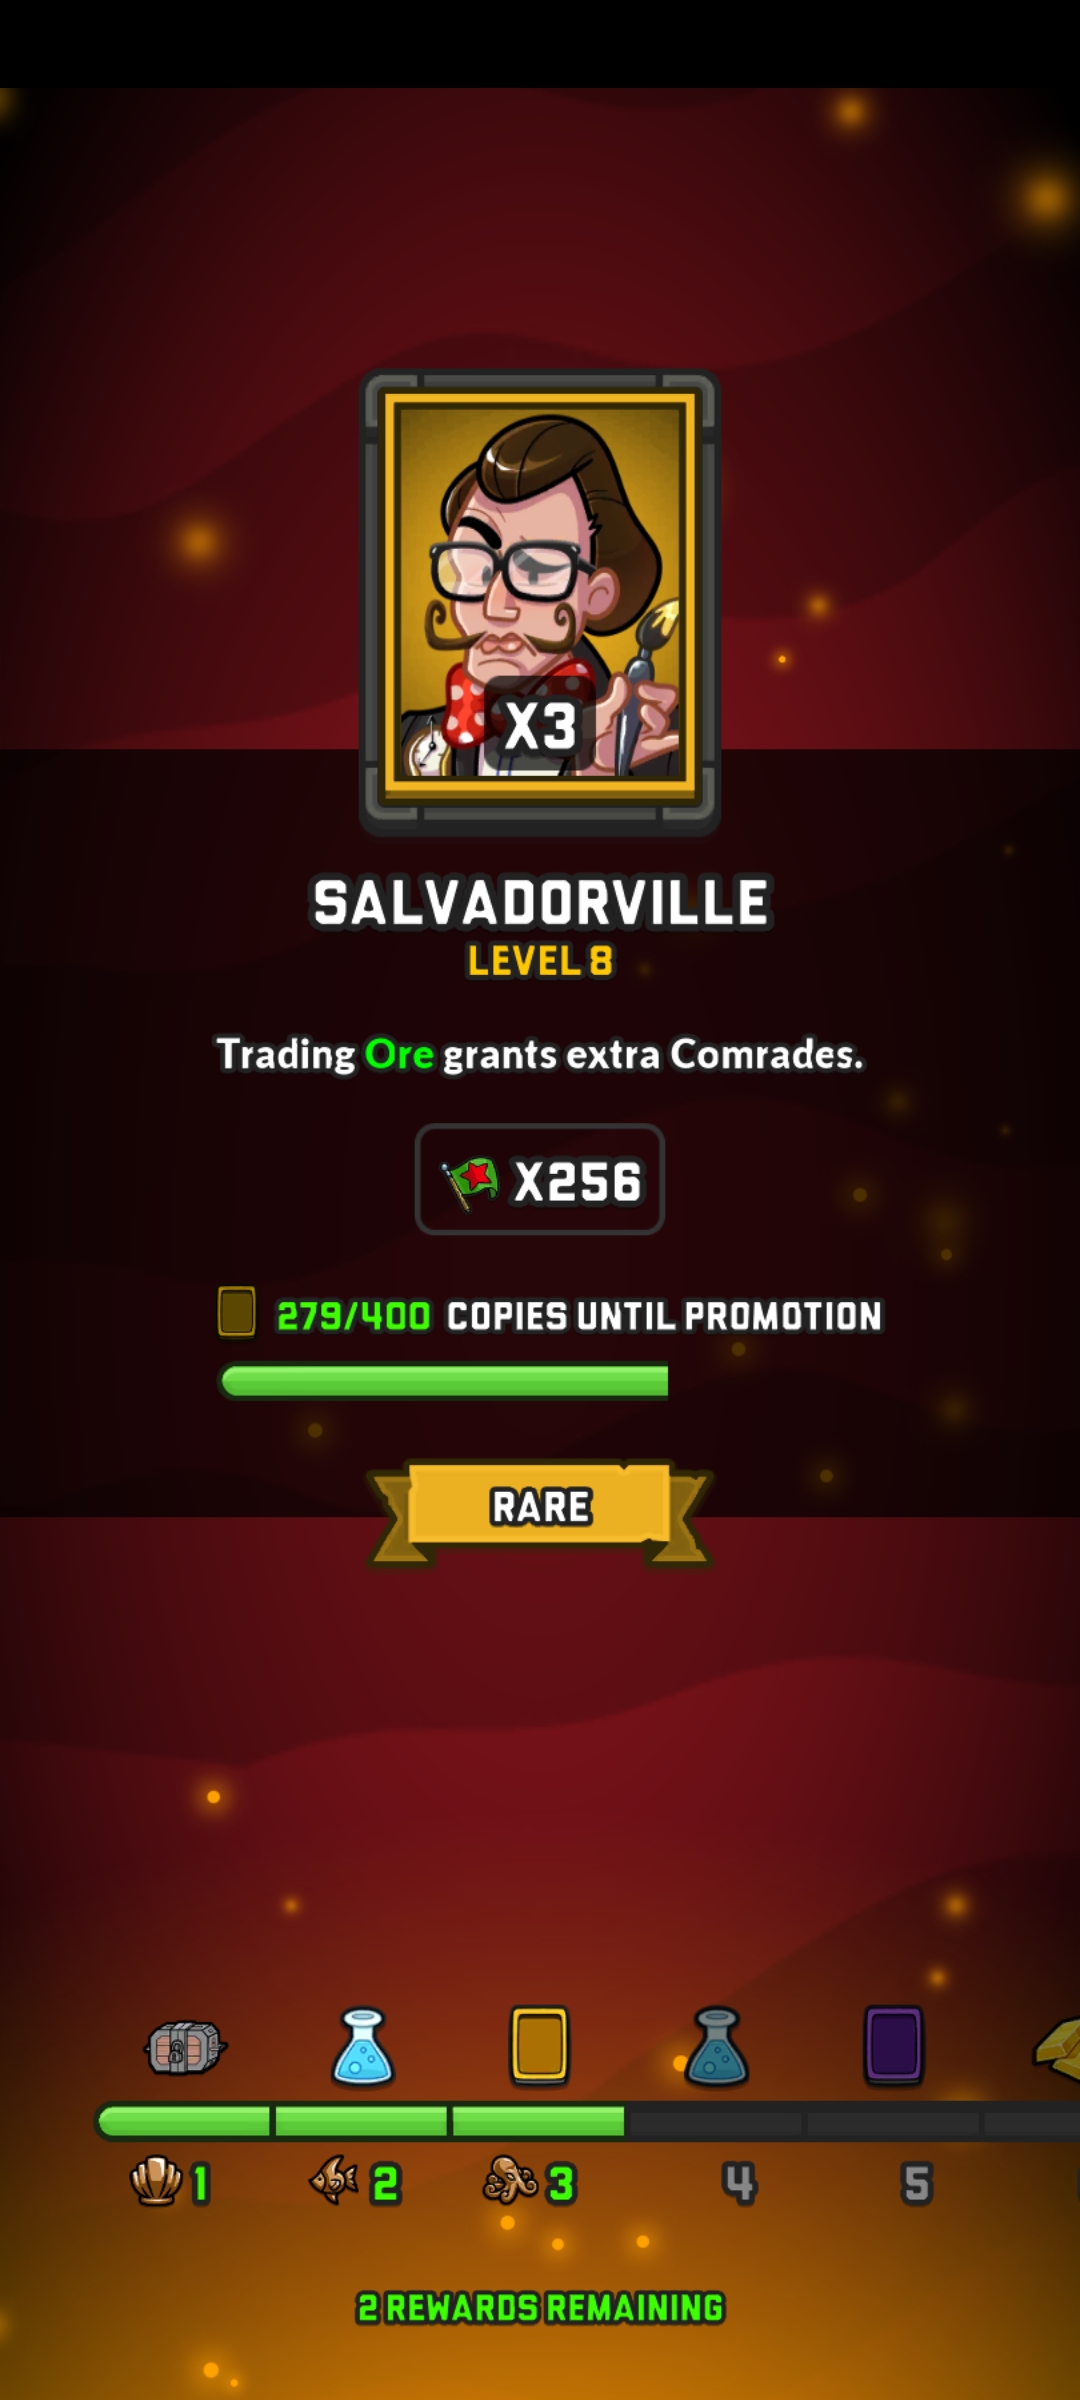 X3
SALVADORVILLE
LEVEL 8
Trading Ore grants extra Comrades.
X256
279/400 COPIES UNTIL PROMOTION
RARE
1 2 3 4 5
2 REWARDS REMAINING